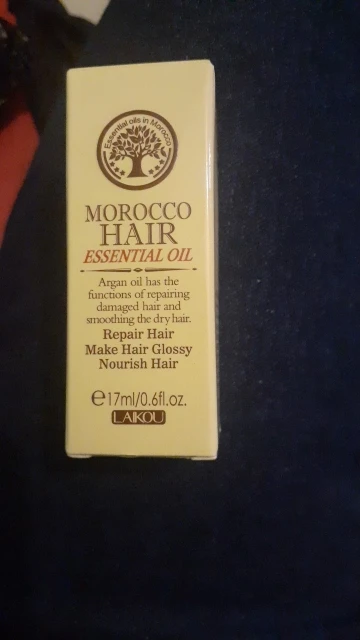 Essential oils in Morocco
MOROCCO
HAIR
ESSENTIAL OIL
Argan oil has the
functions of repairing
damaged hair and
smoothing the dry hair.
Repair Hair
Make Hair Glossy
Nourish Hair
℮17ml/0.6fl.oz.
LAIKOU